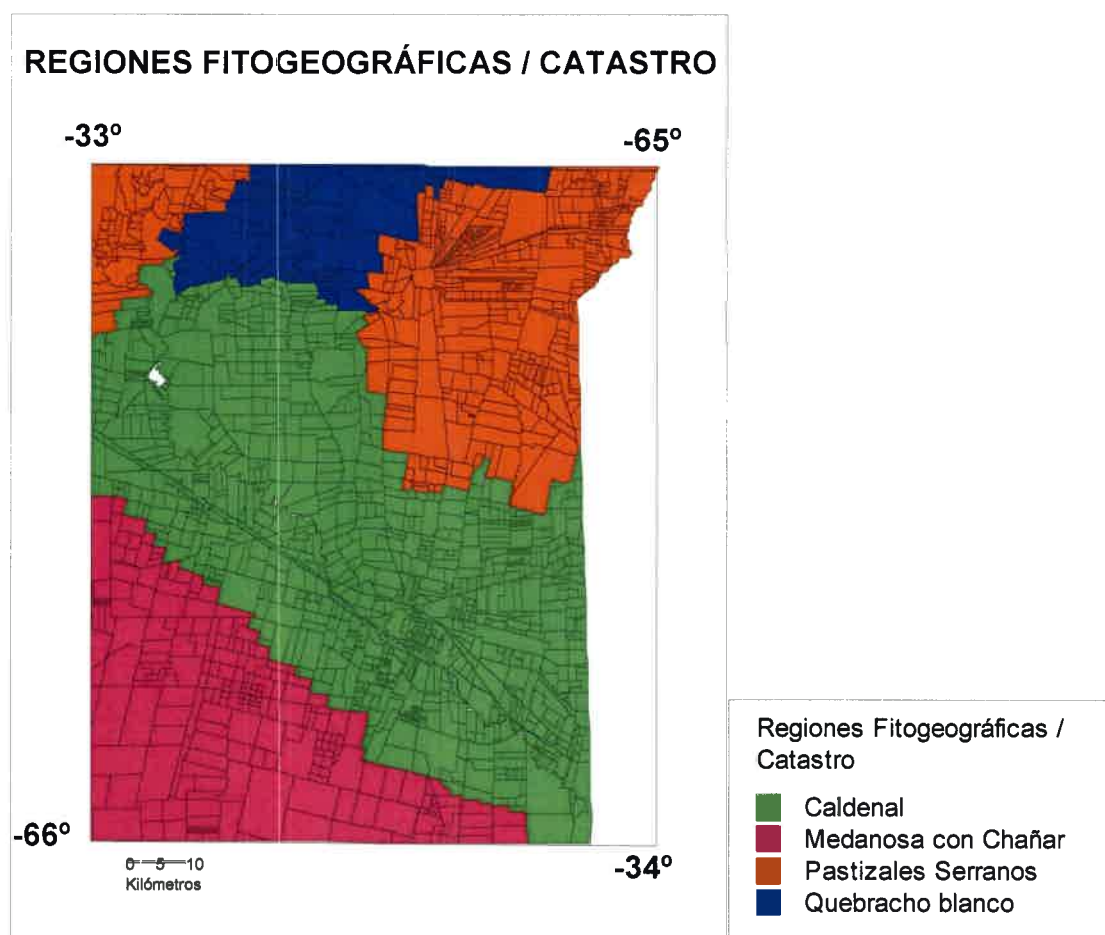 REGIONES FITOGEOGRÁFICAS / CATASTRO
-33º
-65º
-66º
-34º
0 5 10
Kilómetros
Regiones Fitogeográficas /
Catastro
Caldenal
Medanosa con Chañar
Pastizales Serranos
Quebracho blanco